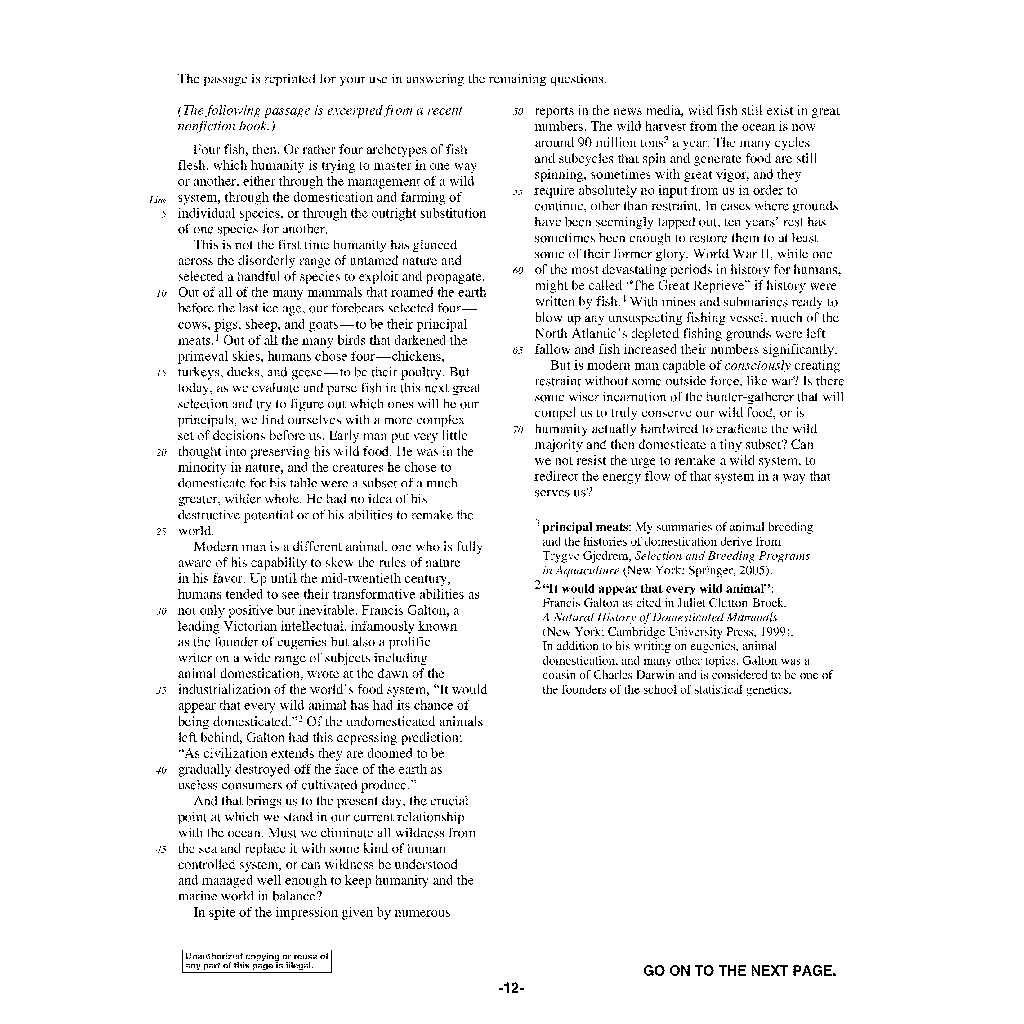 The passage is reprinted for your use in answering the remaining questions.
(The following passage is excerpted from a recent
nonfiction book.)
Four fish, then. Or rather four archetypes of fish
flesh, which humanity is trying to master in one way
or another, either through the management of a wild
Line system, through the domestication and farming of
5 individual species, or through the outright substitution
of one species for another.
This is not the first time humanity has glanced
across the disorderly range of untamed nature and
selected a handful of species to exploit and propagate.
10 Out of all of the many mammals that roamed the earth
before the last ice age, our forebears selected four—
cows, pigs, sheep, and goats—to be their principal
meats.1 Out of all the many birds that darkened the
primeval skies, humans chose four—chickens,
15 turkeys, ducks, and geese—to be their poultry. But
today, as we evaluate and parse fish in this next great
selection and try to figure out which ones will be our
principals, we find ourselves with a more complex
set of decisions before us. Early man put very little
20 thought into preserving his wild food. He was in the
minority in nature, and the creatures he chose to
domesticate for his table were a subset of a much
greater, wilder whole. He had no idea of his
destructive potential or of his abilities to remake the
25 world.
Modern man is a different animal, one who is fully
aware of his capability to skew the rules of nature
in his favor. Up until the mid-twentieth century,
humans tended to see their transformative abilities as
30 not only positive but inevitable. Francis Galton, a
leading Victorian intellectual, infamously known
as the founder of eugenics but also a prolific
writer on a wide range of subjects including
animal domestication, wrote at the dawn of the
35 industrialization of the world's food system, “It would
appear that every wild animal has had its chance of
being domesticated.”2 Of the undomesticated animals
left behind, Galton had this depressing prediction:
“As civilization extends they are doomed to be
40 gradually destroyed off the face of the earth as
useless consumers of cultivated produce.”
And that brings us to the present day, the crucial
point at which we stand in our current relationship
with the ocean. Must we eliminate all wildness from
45 the sea and replace it with some kind of human
controlled system, or can wildness be understood
and managed well enough to keep humanity and the
marine world in balance?
In spite of the impression given by numerous
50 reports in the news media, wild fish still exist in great
numbers. The wild harvest from the ocean is now
around 90 million tons2 a year. The many cycles
and subcycles that spin and generate food are still
spinning, sometimes with great vigor, and they
55 require absolutely no input from us in order to
continue, other than restraint. In cases where grounds
have been seemingly tapped out, ten years' rest has
sometimes been enough to restore them to at least
some of their former glory. World War II, while one
60 of the most devastating periods in history for humans,
might be called “The Great Reprieve” if history were
written by fish.1 With mines and submarines ready to
blow up any unsuspecting fishing vessel, much of the
North Atlantic's depleted fishing grounds were left
65 fallow and fish increased their numbers significantly.
But is modern man capable of consciously creating
restraint without some outside force, like war? Is there
some wiser incarnation of the hunter-gatherer that will
compel us to truly conserve our wild food, or is
70 humanity actually hardwired to eradicate the wild
majority and then domesticate a tiny subset? Can
we not resist the urge to remake a wild system, to
redirect the energy flow of that system in a way that
serves us?
1 principal meats: My summaries of animal breeding
and the histories of domestication derive from
Trygve Gjedrem, Selection and Breeding Programs
in Aquaculture (New York: Springer, 2005).
2 “It would appear that every wild animal”:
Francis Galton as cited in Juliet Clutton-Brock,
A Natural History of Domesticated Mammals
(New York: Cambridge University Press, 1999).
In addition to his writing on eugenics, animal
domestication, and many other topics, Galton was a
cousin of Charles Darwin and is considered to be one of
the founders of the school of statistical genetics.
Unauthorized copying or reuse of
any part of this page is illegal.
GO ON TO THE NEXT PAGE.
-12-